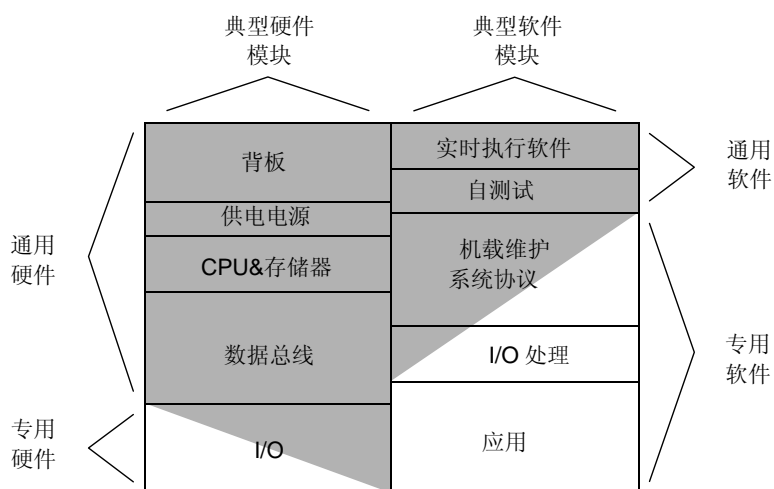 典型硬件
模块
典型软件
模块
通用
硬件
专用
硬件
背板
供电电源
CPU&存储器
数据总线
I/O
实时执行软件
自测试
机载维护
系统协议
I/O 处理
应用
通用
软件
专用
软件